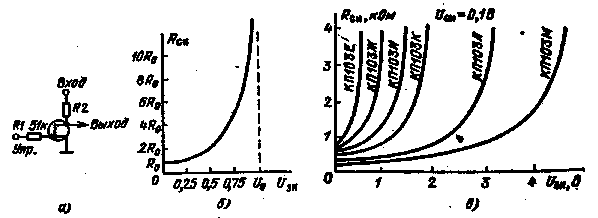 Вход
R2
R1 51к
Выход
Упр.
а)
Rси
10R₀
8R₀
6R₀
4R₀
2R₀
R₀
0
0,25 0,5 0,75 U₀ Uзи
б)
Rси, кОм
Uси=0,1В
4
3
2
1
0
1 2 3 4 Uзи, В
КП103Е
КП103Ж
КП103И
КП103К
КП103Л
КП103М
в)